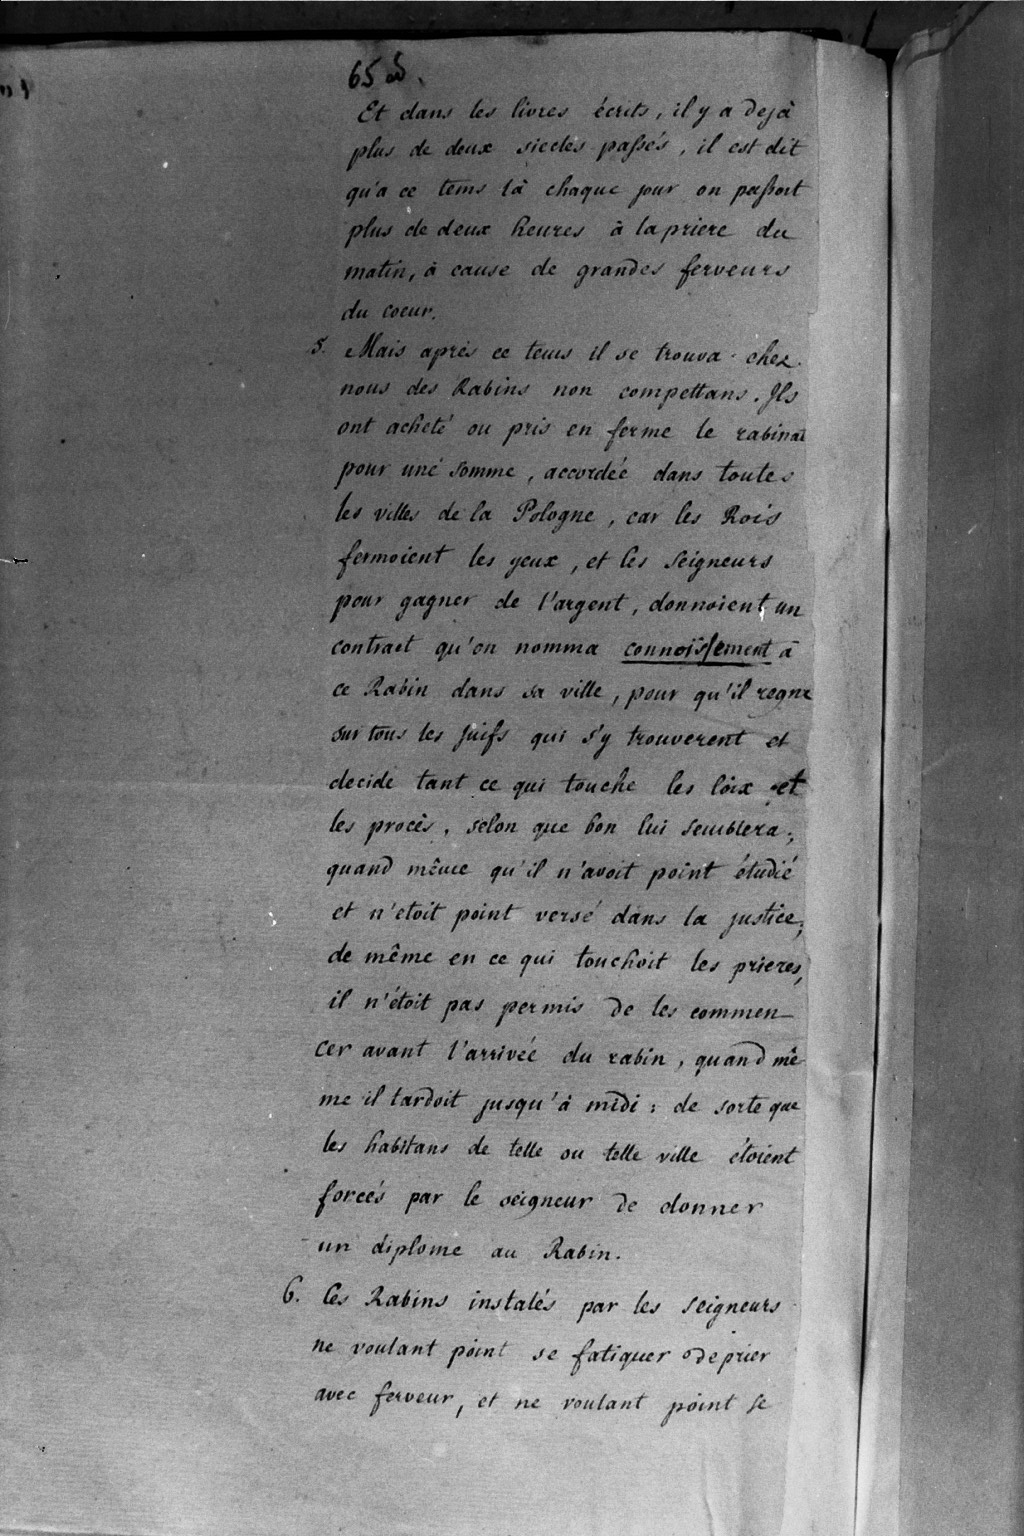 65
Et dans les livres écrits, il y a dejà
plus de deux siecles passés, il est dit
qu'a ce tems là chaque jour on passoit
plus de deux heures à la priere du
matin, à cause de grandes ferveurs
du coeur.
5. Mais aprés ce tems il se trouva chez
nous des Rabins non compettans. Ils
ont acheté ou pris en ferme le rabinat
pour une somme, accordée dans toutes
les villes de la Pologne, car les Rois
fermoient les yeux, et les Seigneurs
pour gagner de l'argent, donnoient un
contract qu'on nomma connoissement à
ce Rabin dans sa ville, pour qu'il regne
sur tous les Juifs qui s'y trouverent et
decide tant ce qui touche les loix et
les procès, selon que bon lui semblera;
quand même qu'il n'avoit point étudié
et n'etoit point versé dans la justice;
de même en ce qui touchoit les prieres,
il n'étoit pas permis de les commen-
cer avant l'arrivée du rabin, quand mê-
me il tardoit jusqu'à midi: de sorte que
les habitans de telle ou telle ville étoient
forcés par le seigneur de donner
un diplome au Rabin.
6. Ces Rabins instalés par les seigneurs
ne voulant point se fatiguer de prier
avec ferveur, et ne voulant point se